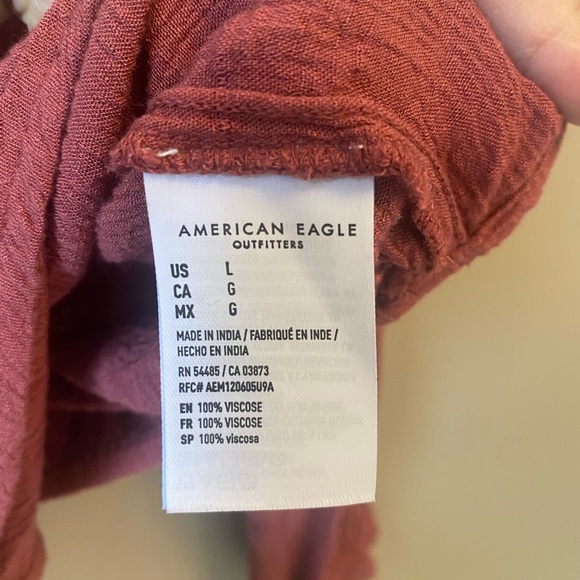 AMERICAN EAGLE
OUTFITTERS
US L
CA G
MX G
MADE IN INDIA / FABRIQUÉ EN INDE /
HECHO EN INDIA
RN 54485 / CA 03873
RFC# AEM120605U9A
EN 100% VISCOSE
FR 100% VISCOSE
SP 100% viscosa